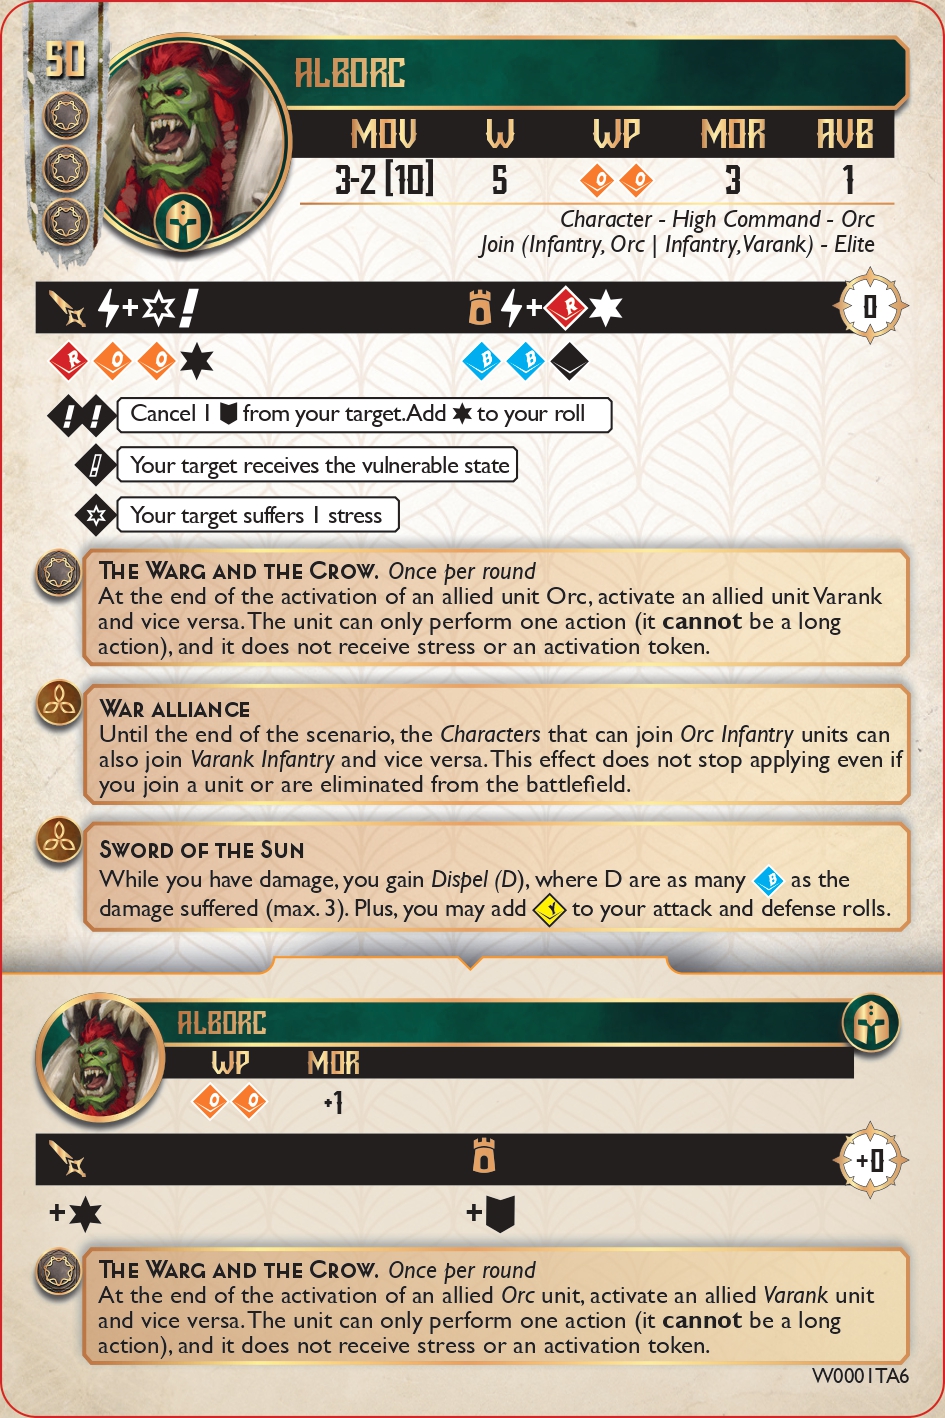 50
ALBORC
MOV W WP MOR AVB
3-2 [10] 5 O O 3 1
Character - High Command - Orc
Join (Infantry, Orc | Infantry, Varank) - Elite
+ ! + R 0
R O O B B
! ! Cancel 1 from your target. Add to your roll
! Your target receives the vulnerable state
Your target suffers 1 stress
THE WARG AND THE CROW. Once per round
At the end of the activation of an allied unit Orc, activate an allied unit Varank
and vice versa. The unit can only perform one action (it cannot be a long
action), and it does not receive stress or an activation token.
WAR ALLIANCE
Until the end of the scenario, the Characters that can join Orc Infantry units can
also join Varank Infantry and vice versa. This effect does not stop applying even if
you join a unit or are eliminated from the battlefield.
SWORD OF THE SUN
While you have damage, you gain Dispel (D), where D are as many B as the
damage suffered (max. 3). Plus, you may add Y to your attack and defense rolls.
ALBORC
WP MOR
O O +1
+0
+ +
THE WARG AND THE CROW. Once per round
At the end of the activation of an allied Orc unit, activate an allied Varank unit
and vice versa. The unit can only perform one action (it cannot be a long
action), and it does not receive stress or an activation token.
W0001TA6